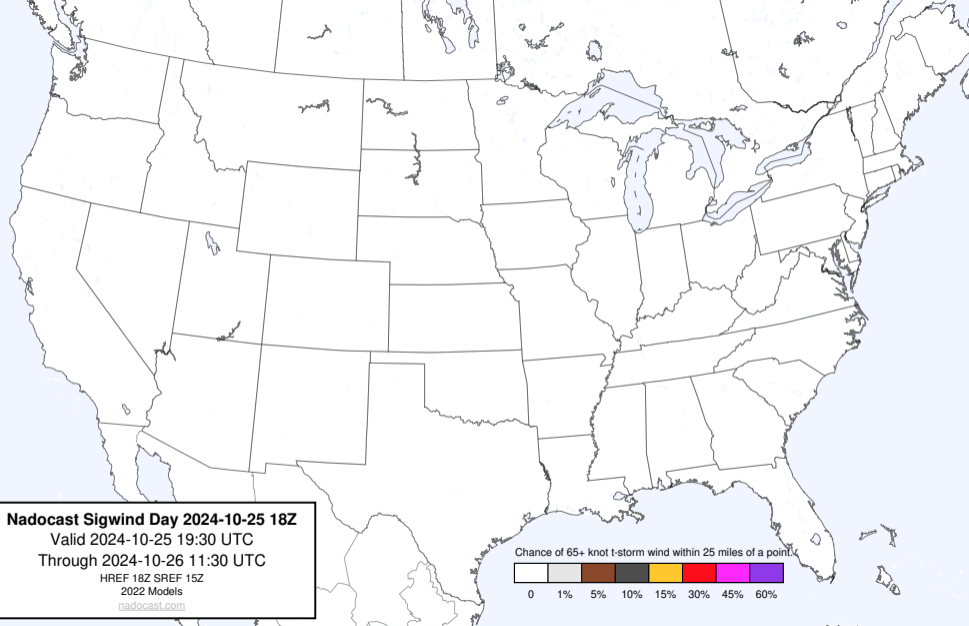 Nadocast Sigwind Day 2024-10-25 18Z
Valid 2024-10-25 19:30 UTC
Through 2024-10-26 11:30 UTC
HREF 18Z SREF 15Z
2022 Models
nadocast.com
Chance of 65+ knot t-storm wind within 25 miles of a point.
0 1% 5% 10% 15% 30% 45% 60%